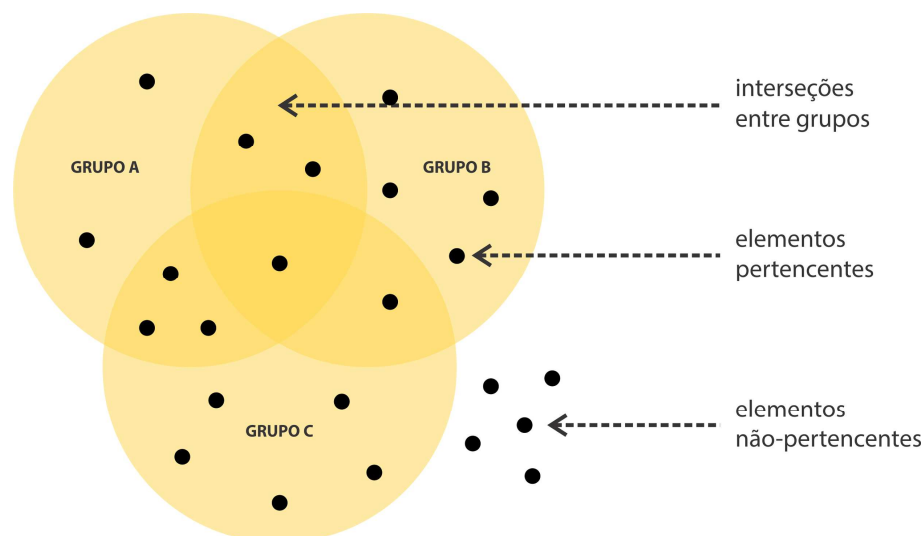 interseções
entre grupos
GRUPO A
GRUPO B
elementos
pertencentes
elementos
não-pertencentes
GRUPO C